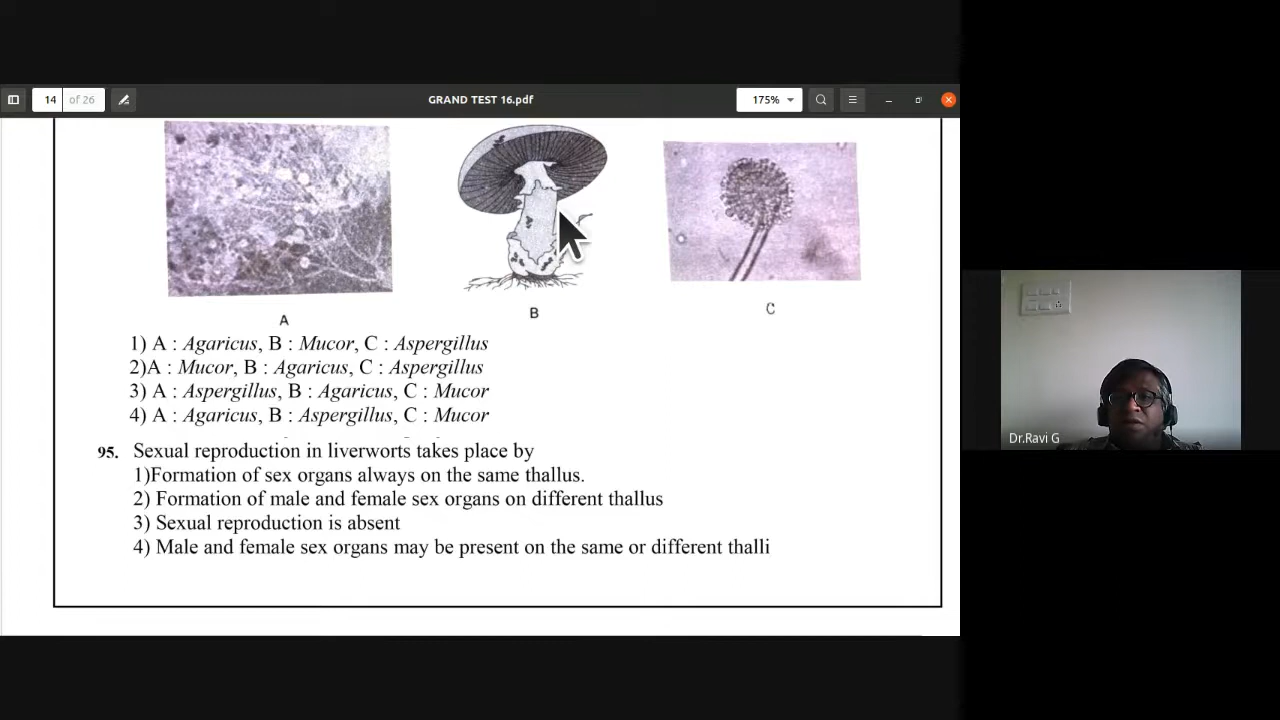 14 of 26
GRAND TEST 16.pdf
175%
A
B
C
1) A : Agaricus, B : Mucor, C : Aspergillus
2)A : Mucor, B : Agaricus, C : Aspergillus
3) A : Aspergillus, B : Agaricus, C : Mucor
4) A : Agaricus, B : Aspergillus, C : Mucor
95. Sexual reproduction in liverworts takes place by
1)Formation of sex organs always on the same thallus.
2) Formation of male and female sex organs on different thallus
3) Sexual reproduction is absent
4) Male and female sex organs may be present on the same or different thalli
Dr.Ravi G